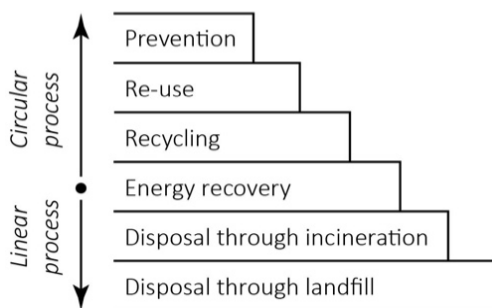 Circular
process
Linear
process
Prevention
Re-use
Recycling
Energy recovery
Disposal through incineration
Disposal through landfill